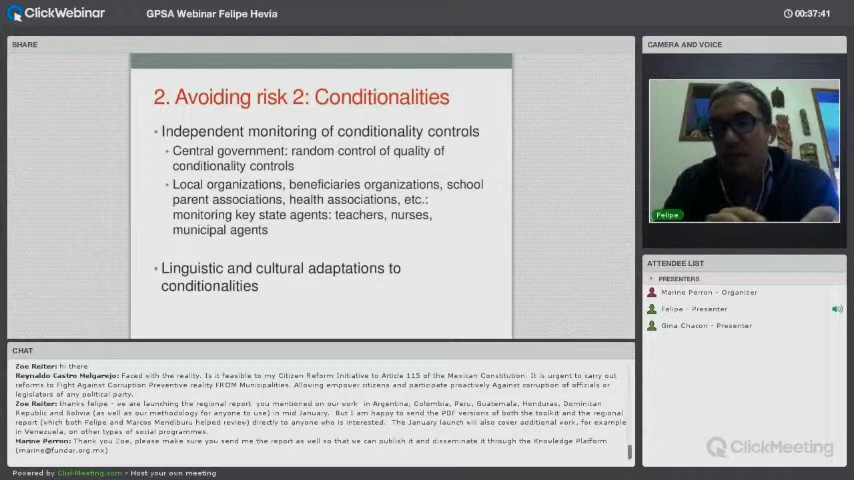 ClickWebinar
GPSA Webinar Felipe Hevia
00:37:41
SHARE
2. Avoiding risk 2: Conditionalities
• Independent monitoring of conditionality controls
• Central government: random control of quality of
conditionality controls
• Local organizations, beneficiaries organizations, school
parent associations, health associations, etc.:
monitoring key state agents: teachers, nurses,
municipal agents
• Linguistic and cultural adaptations to
conditionalities
CAMERA AND VOICE
Felipe
ATTENDEE LIST
PRESENTERS
Marine Perron - Organizer
Felipe - Presenter
Gina Chacon - Presenter
CHAT
Zoe Reiter: hi there
Reynaldo Castro Melgarejo: Faced with the reality. Is it feasible to my Citizen Reform Initiative to Article 115 of the Mexican Constitution. It is urgent to carry out
reforms to Fight Against Corruption Preventive reality FROM Municipalities. Allowing empower citizens and participate proactively Against corruption of officials or
legislators of any political party.
Zoe Reiter: thanks felipe - we are launching the regional report you mentioned on our work in Argentina, Colombia, Peru, Guatemala, Honduras, Dominican
Republic and Bolivia (as well as our methodology for anyone to use) in mid January. But I am happy to send the PDF versions of both the toolkit and the regional
report (which both Felipe and Marcos Mendiburu helped review) directly to anyone who is interested. The January launch will also cover additional work, for example
in Venezuela, on other types of social programmes.
Marine Perron: Thank you Zoe, please make sure you send me the report as well so that we can publish it and disseminate it through the Knowledge Platform
(marine@fundar.org.mx)
ClickMeeting
Powered by ClickMeeting.com - Host your own meeting